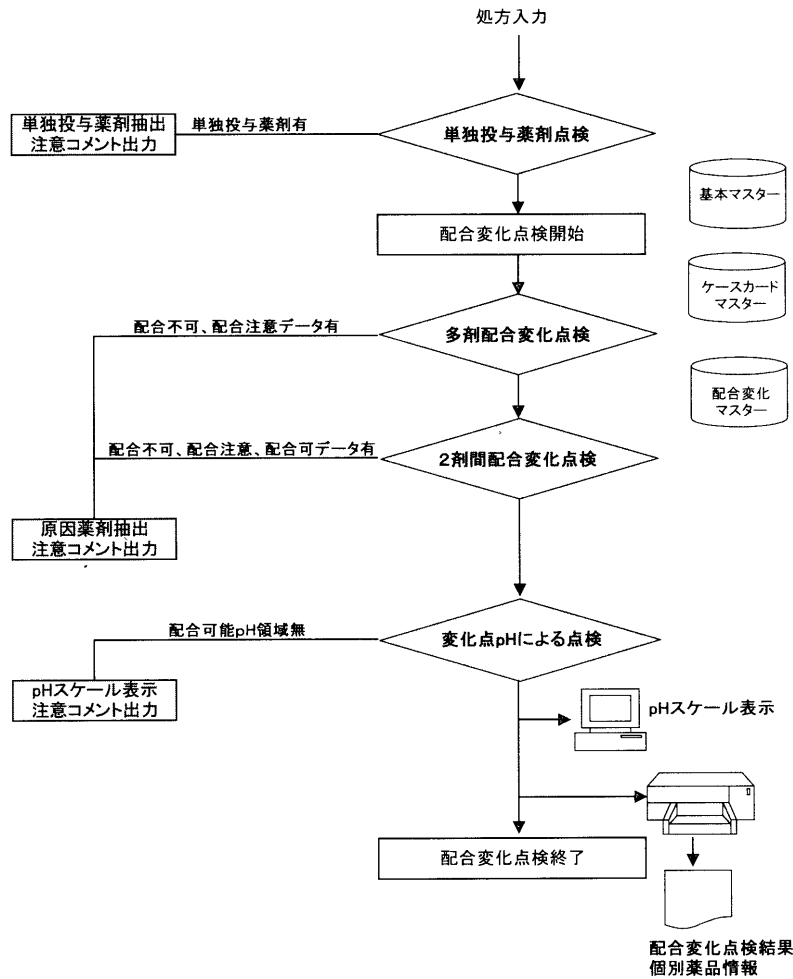 処方入力
単独投与薬剤抽出
注意コメント出力
単独投与薬剤有
単独投与薬剤点検
基本マスター
配合変化点検開始
ケースカード
マスター
配合不可、配合注意データ有
多剤配合変化点検
配合変化
マスター
配合不可、配合注意、配合可データ有
2剤間配合変化点検
原因薬剤抽出
注意コメント出力
配合可能pH領域無
変化点pHによる点検
pHスケール表示
注意コメント出力
pHスケール表示
配合変化点検終了
配合変化点検結果
個別薬品情報